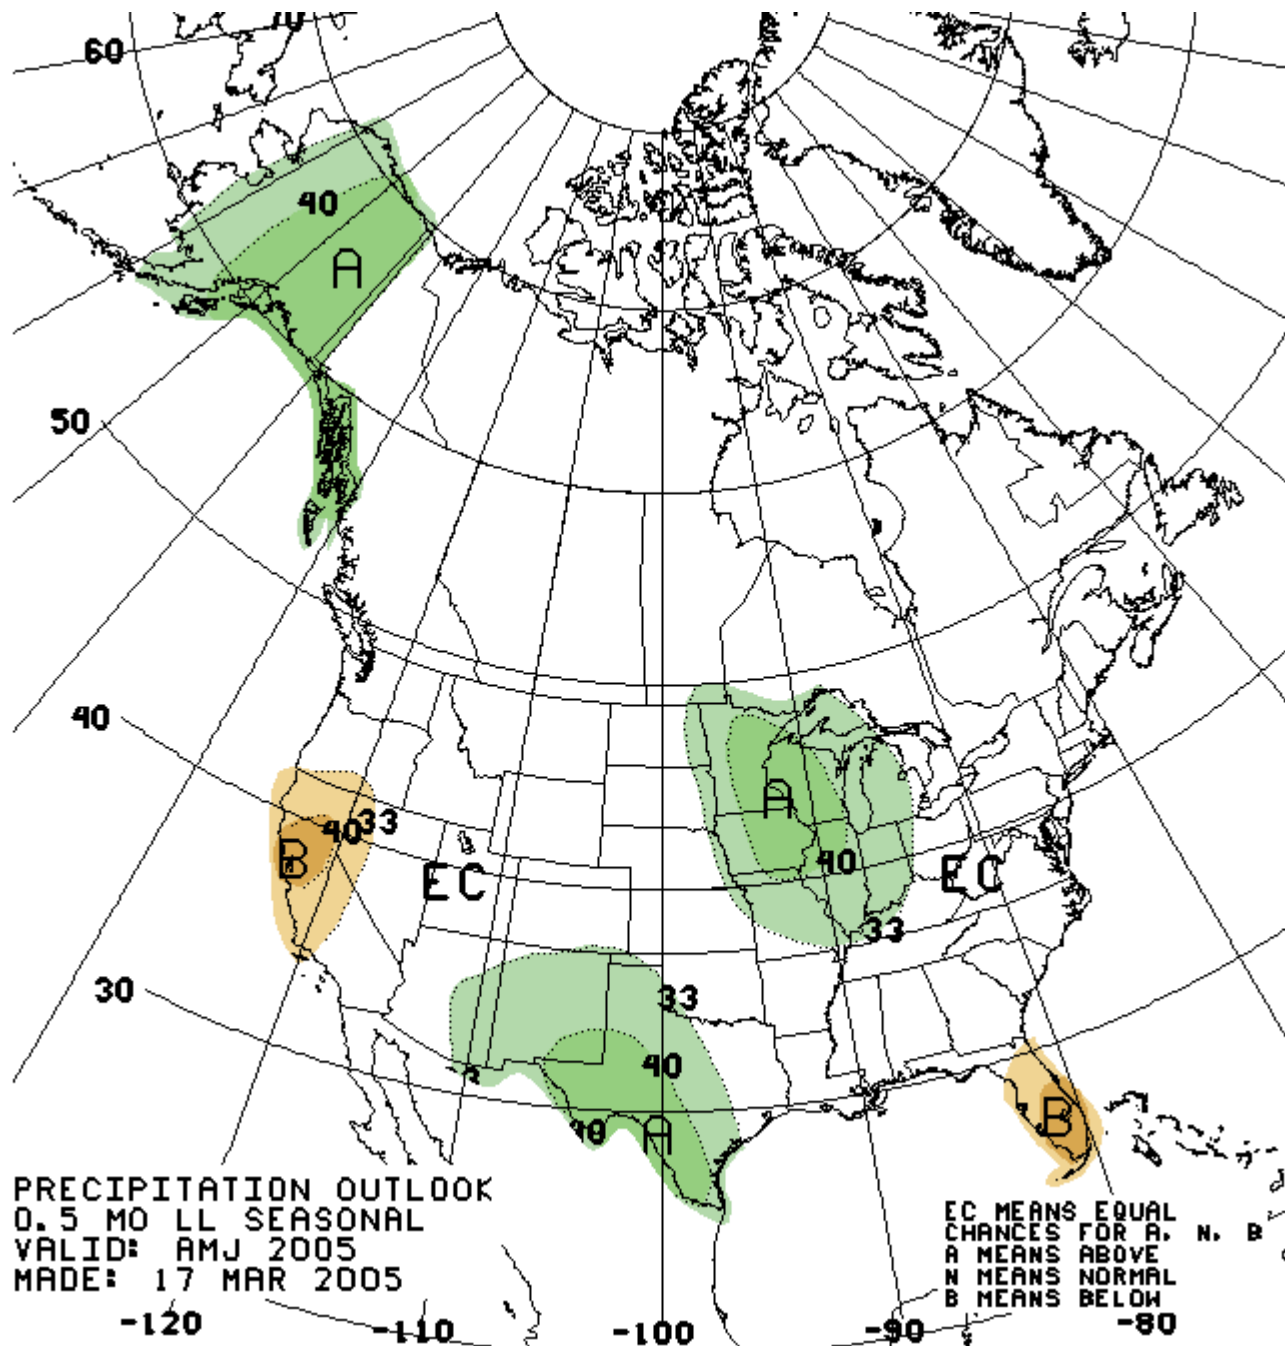 70
60
40
A
50
40
A
40
33
B
EC
40
EC
33
30
33
40
B
40
A
PRECIPITATION OUTLOOK
0.5 MO LL SEASONAL
VALID: AMJ 2005
MADE: 17 MAR 2005
EC MEANS EQUAL
CHANCES FOR A, N, B
A MEANS ABOVE
N MEANS NORMAL
B MEANS BELOW
-120
-110
-100
-90
-80